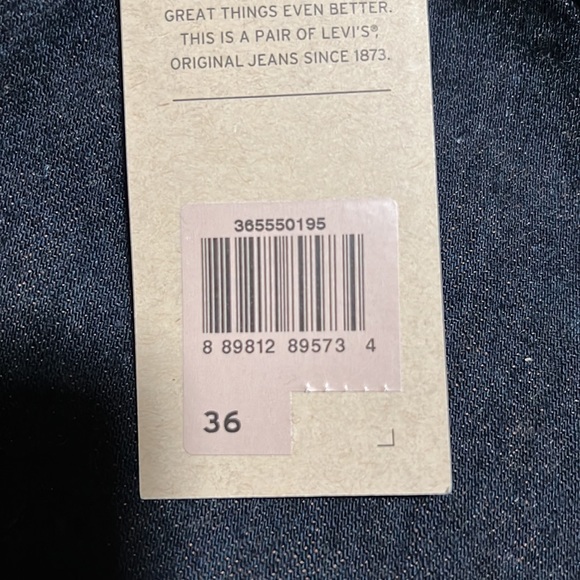 GREAT THINGS EVEN BETTER.
THIS IS A PAIR OF LEVI'S®,
ORIGINAL JEANS SINCE 1873.
365550195
8 89812 89573 4
36